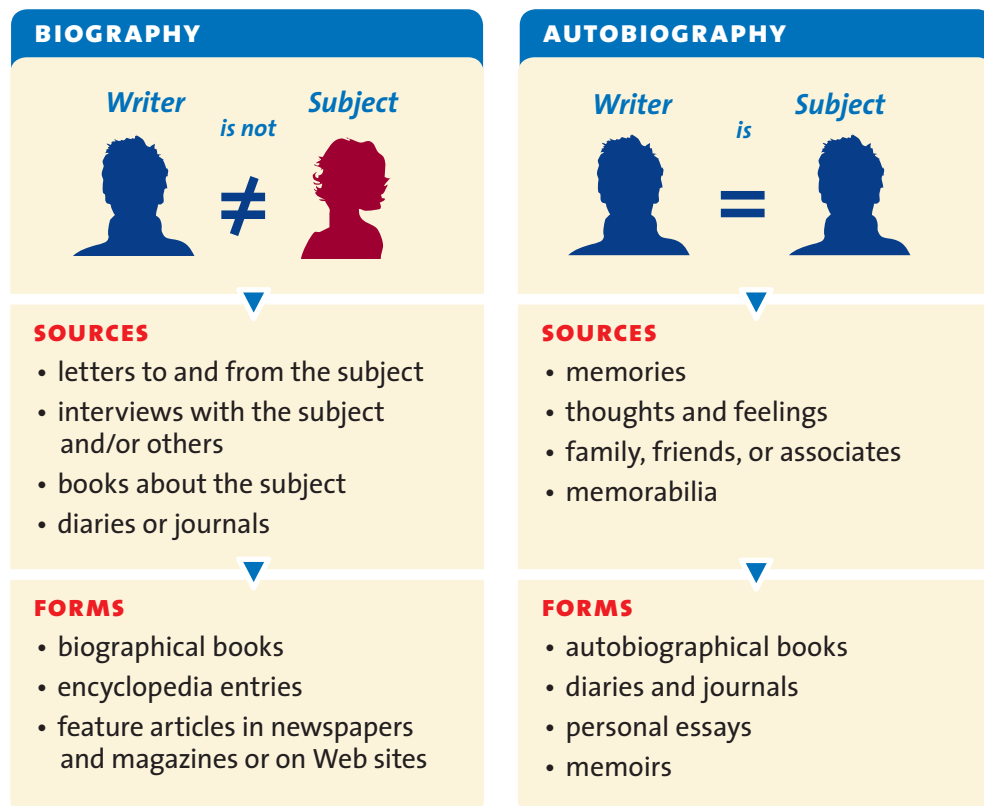 BIOGRAPHY
Writer
is not
Subject
≠
SOURCES
• letters to and from the subject
• interviews with the subject
and/or others
• books about the subject
• diaries or journals
FORMS
• biographical books
• encyclopedia entries
• feature articles in newspapers
and magazines or on Web sites
AUTOBIOGRAPHY
Writer
is
Subject
=
SOURCES
• memories
• thoughts and feelings
• family, friends, or associates
• memorabilia
FORMS
• autobiographical books
• diaries and journals
• personal essays
• memoirs